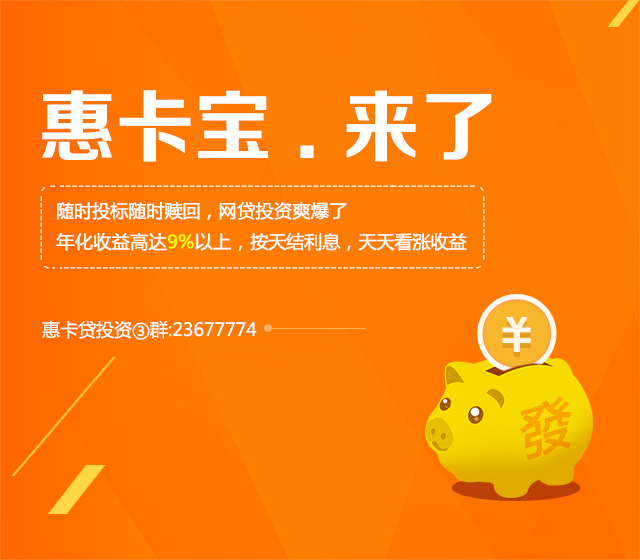 惠卡宝.来了
随时投标随时赎回，网贷投资爽爆了
年化收益高达9%以上，按天结利息，天天看涨收益
惠卡贷投资③群:23677774
¥
發